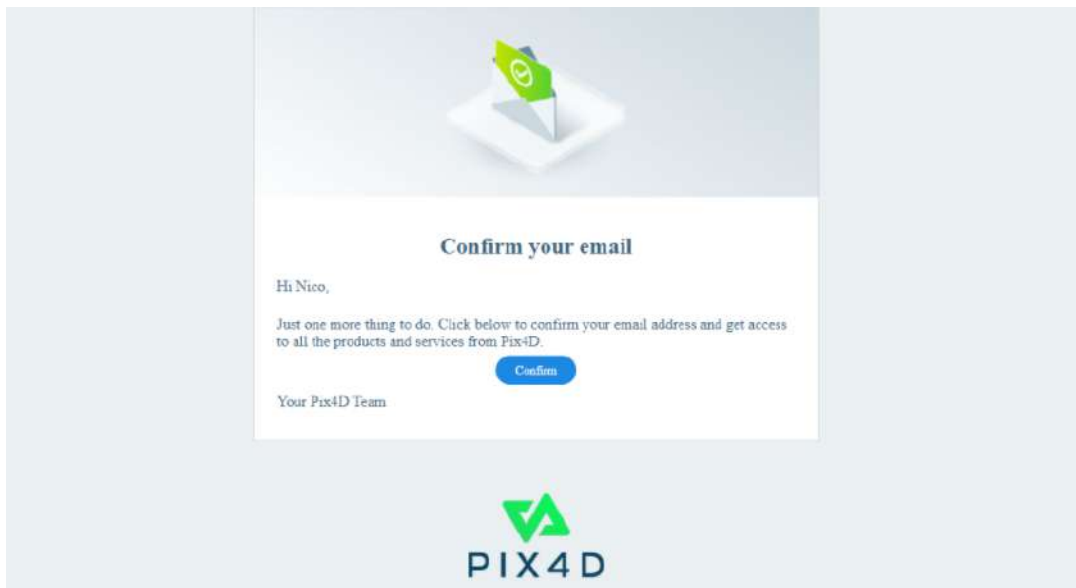 Confirm your email
Hi Nico,
Just one more thing to do. Click below to confirm your email address and get access
to all the products and services from Pix4D.
Confirm
Your Pix4D Team
PIX4D